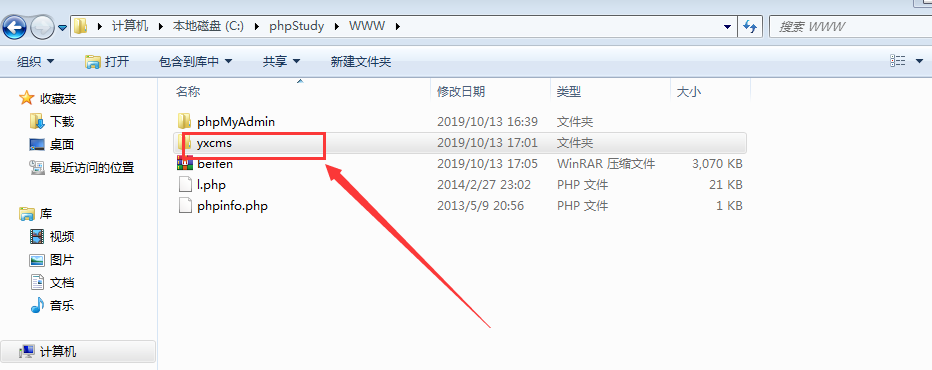 计算机 本地磁盘 (C:) phpStudy WWW 搜索 WWW
组织 打开 包含到库中 共享 新建文件夹
名称 修改日期 类型 大小
收藏夹
下载
桌面
最近访问的位置
库
视频
图片
文档
音乐
计算机
phpMyAdmin 2019/10/13 16:39 文件夹
yxcms 2019/10/13 17:01 文件夹
beifen 2019/10/13 17:05 WinRAR 压缩文件 3,070 KB
l.php 2014/2/27 23:02 PHP 文件 21 KB
phpinfo.php 2013/5/9 20:56 PHP 文件 1 KB